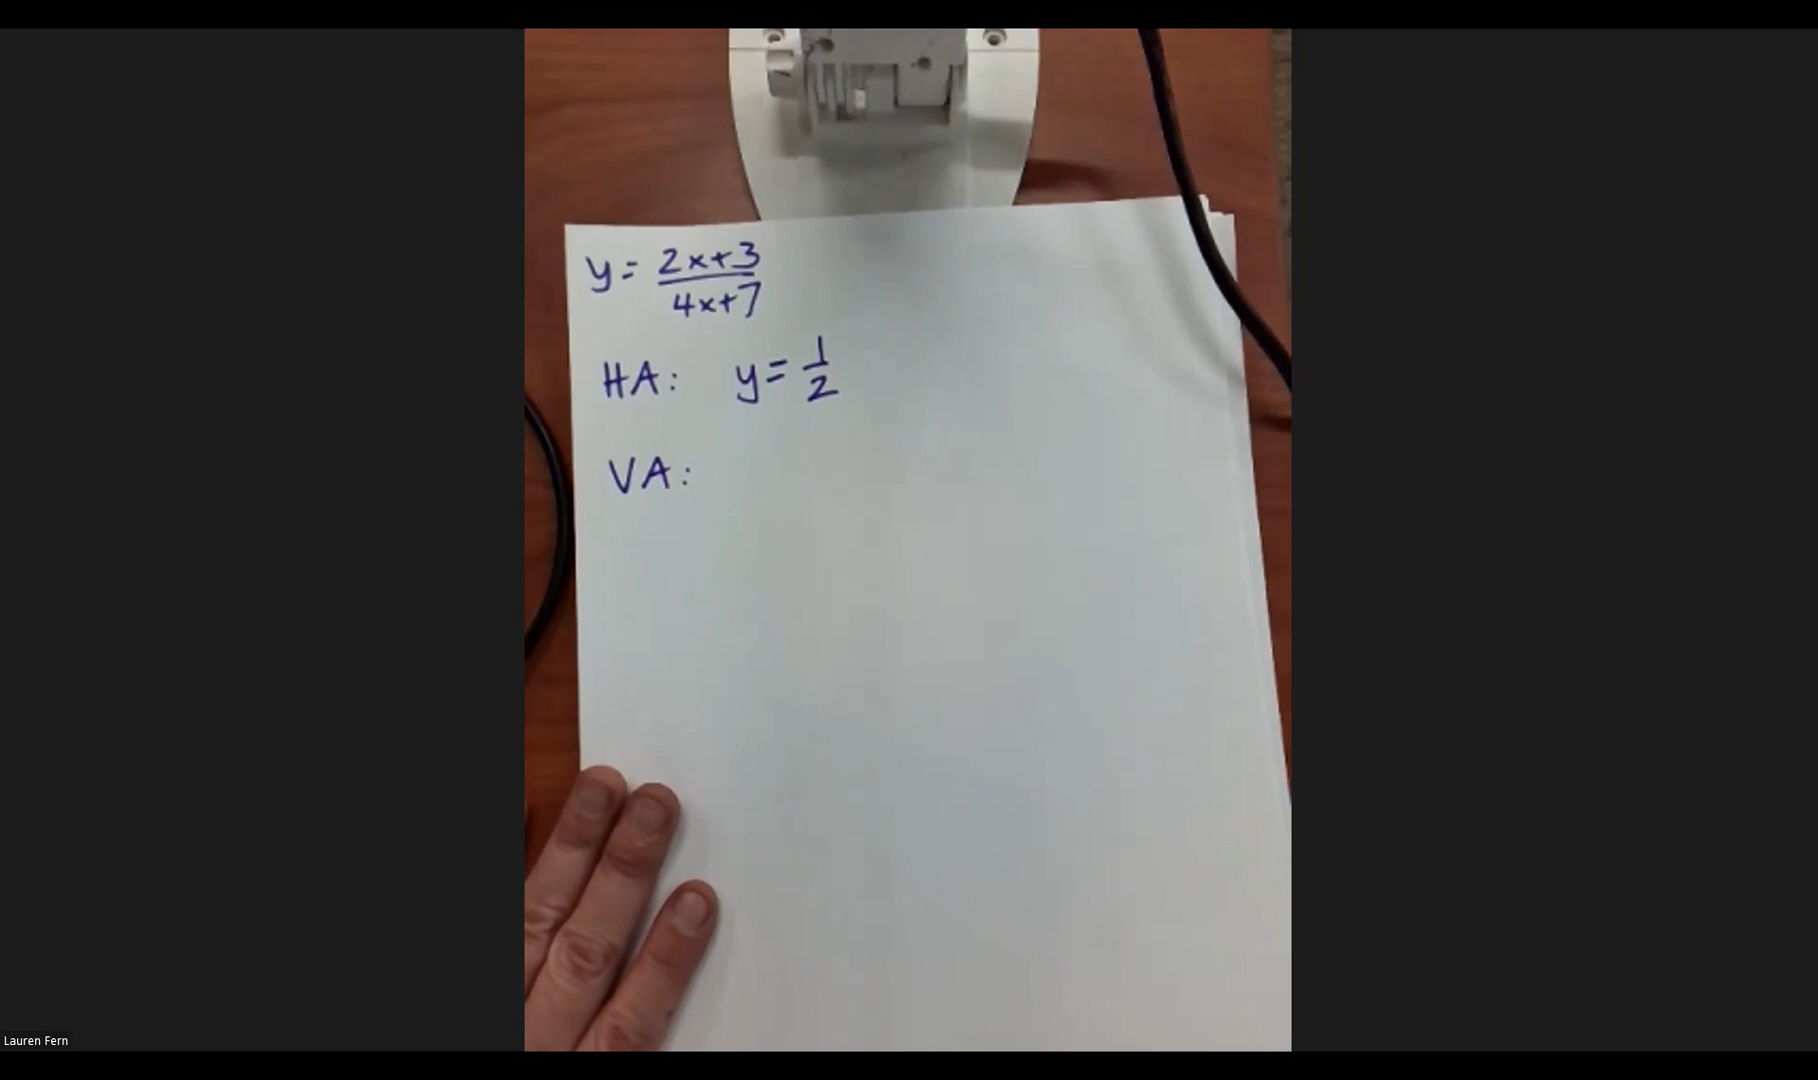 y = 2x+3
4x+7
HA: y = 1/2
VA:
Lauren Fern